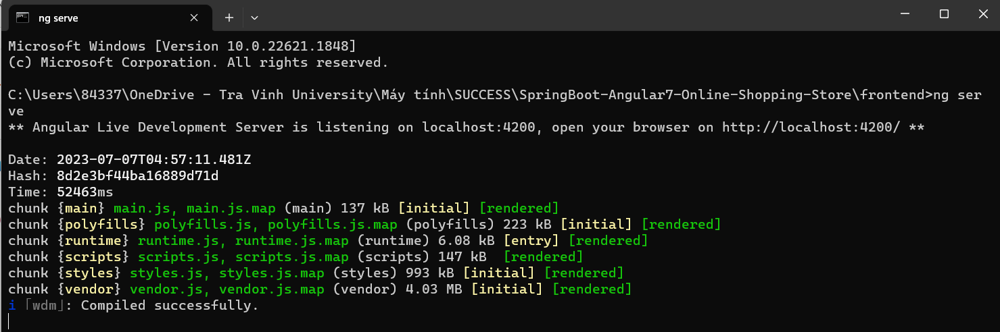 ng serve
Microsoft Windows [Version 10.0.22621.1848]
(c) Microsoft Corporation. All rights reserved.
C:\Users\84337\OneDrive - Tra Vinh University\Máy tính\SUCCESS\SpringBoot-Angular7-Online-Shopping-Store\frontend>ng ser
ve
** Angular Live Development Server is listening on localhost:4200, open your browser on http://localhost:4200/ **
Date: 2023-07-07T04:57:11.481Z
Hash: 8d2e3bf44ba16889d71d
Time: 52463ms
chunk {main} main.js, main.js.map (main) 137 kB [initial] [rendered]
chunk {polyfills} polyfills.js, polyfills.js.map (polyfills) 223 kB [initial] [rendered]
chunk {runtime} runtime.js, runtime.js.map (runtime) 6.08 kB [entry] [rendered]
chunk {scripts} scripts.js, scripts.js.map (scripts) 147 kB  [rendered]
chunk {styles} styles.js, styles.js.map (styles) 993 kB [initial] [rendered]
chunk {vendor} vendor.js, vendor.js.map (vendor) 4.03 MB [initial] [rendered]
i ｢wdm｣: Compiled successfully.